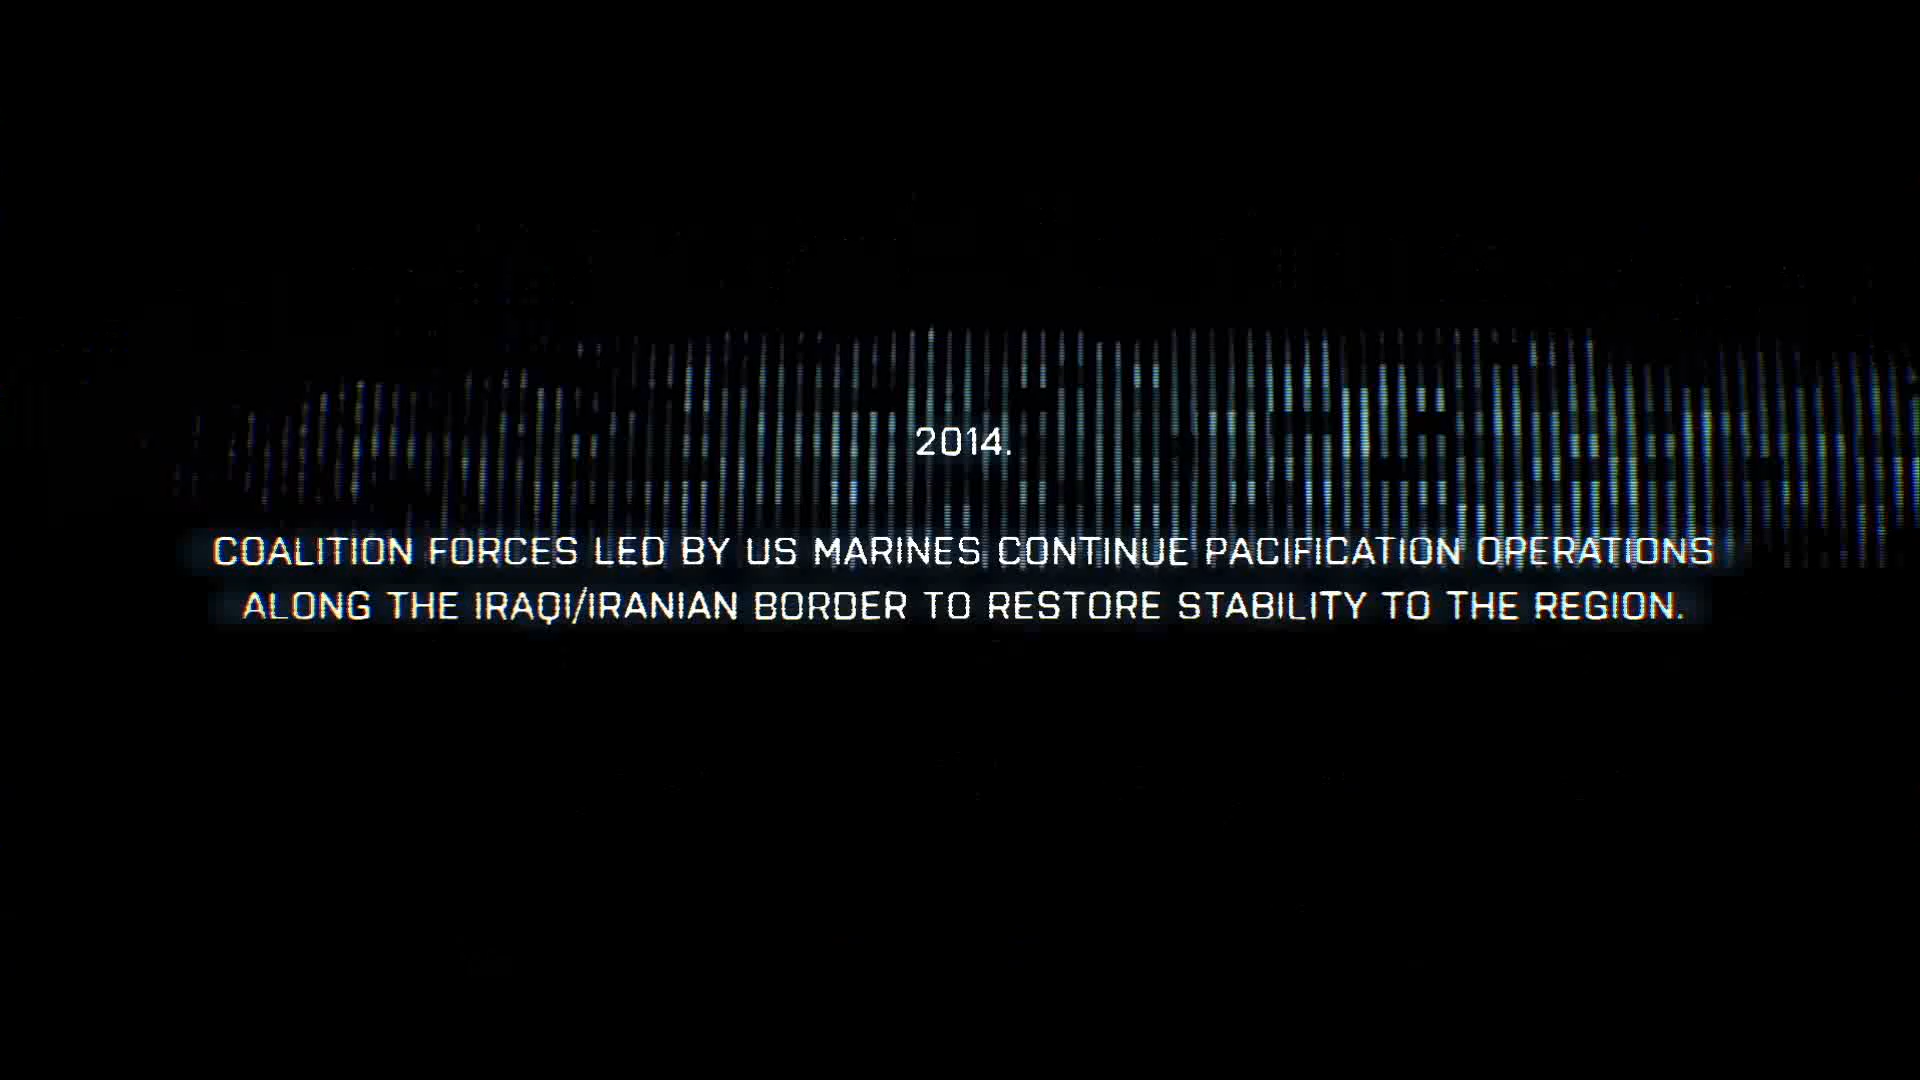 2014.
COALITION FORCES LED BY US MARINES CONTINUE PACIFICATION OPERATIONS
ALONG THE IRAQI/IRANIAN BORDER TO RESTORE STABILITY TO THE REGION.